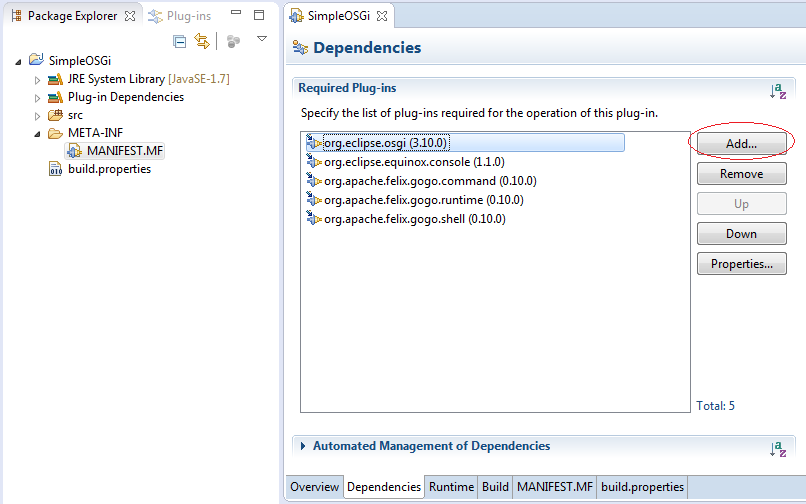 Package Explorer
Plug-ins
SimpleOSGi
JRE System Library [JavaSE-1.7]
Plug-in Dependencies
src
META-INF
MANIFEST.MF
build.properties
SimpleOSGi
Dependencies
Required Plug-ins
Specify the list of plug-ins required for the operation of this plug-in.
org.eclipse.osgi (3.10.0)
org.eclipse.equinox.console (1.1.0)
org.apache.felix.gogo.command (0.10.0)
org.apache.felix.gogo.runtime (0.10.0)
org.apache.felix.gogo.shell (0.10.0)
Add...
Remove
Up
Down
Properties...
Total: 5
Automated Management of Dependencies
Overview Dependencies Runtime Build MANIFEST.MF build.properties